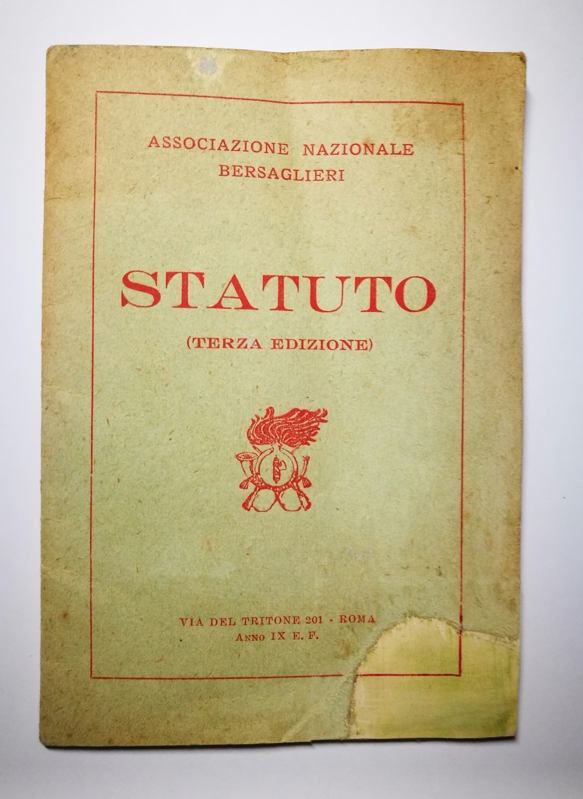 ASSOCIAZIONE NAZIONALE
BERSAGLIERI
STATUTO
(TERZA EDIZIONE)
VIA DEL TRITONE 201 - ROMA
ANNO IX E. F.